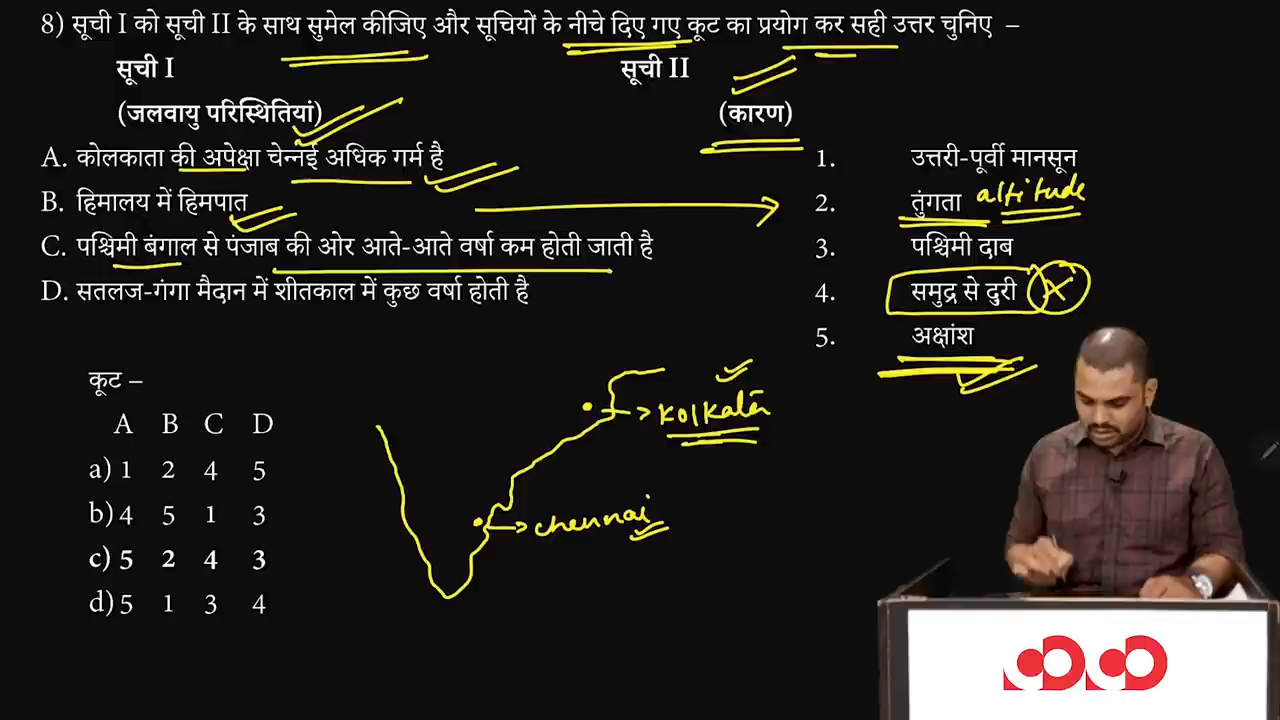 8) सूची I को सूची II के साथ सुमेल कीजिए और सूचियों के नीचे दिए गए कूट का प्रयोग कर सही उत्तर चुनिए –
सूची I सूची II
(जलवायु परिस्थितियां) (कारण)
A. कोलकाता की अपेक्षा चेन्नई अधिक गर्म है 1. उत्तरी-पूर्वी मानसून
B. हिमालय में हिमपात 2. तुंगता altitude
C. पश्चिमी बंगाल से पंजाब की ओर आते-आते वर्षा कम होती जाती है 3. पश्चिमी दाब
D. सतलज-गंगा मैदान में शीतकाल में कुछ वर्षा होती है 4. समुद्र से दुरी A
5. अक्षांश
कूट –
A B C D
a) 1 2 4 5
b) 4 5 1 3
c) 5 2 4 3
d) 5 1 3 4
Kolkata
chennai